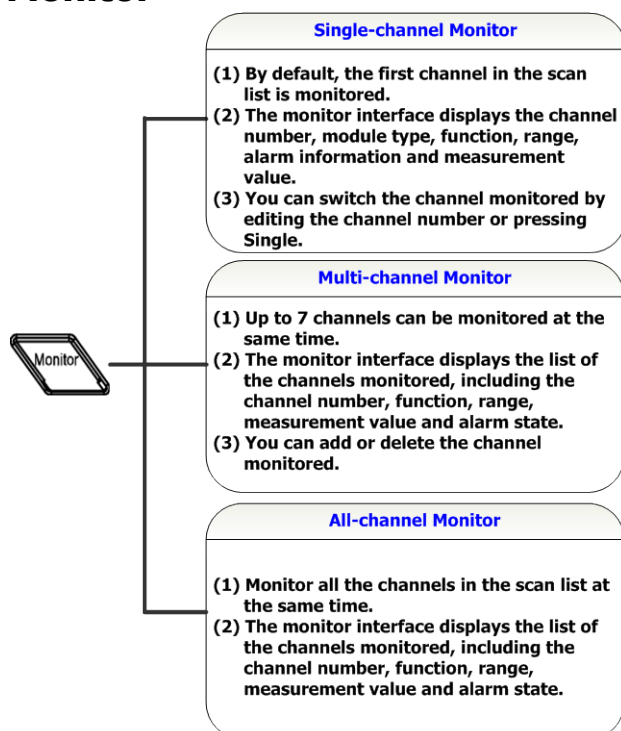 Single-channel Monitor
(1) By default, the first channel in the scan
list is monitored.
(2) The monitor interface displays the channel
number, module type, function, range,
alarm information and measurement
value.
(3) You can switch the channel monitored by
editing the channel number or pressing
Single.
Multi-channel Monitor
(1) Up to 7 channels can be monitored at the
same time.
(2) The monitor interface displays the list of
the channels monitored, including the
channel number, function, range,
measurement value and alarm state.
(3) You can add or delete the channel
monitored.
Monitor
All-channel Monitor
(1) Monitor all the channels in the scan list at
the same time.
(2) The monitor interface displays the list of
the channels monitored, including the
channel number, function, range,
measurement value and alarm state.